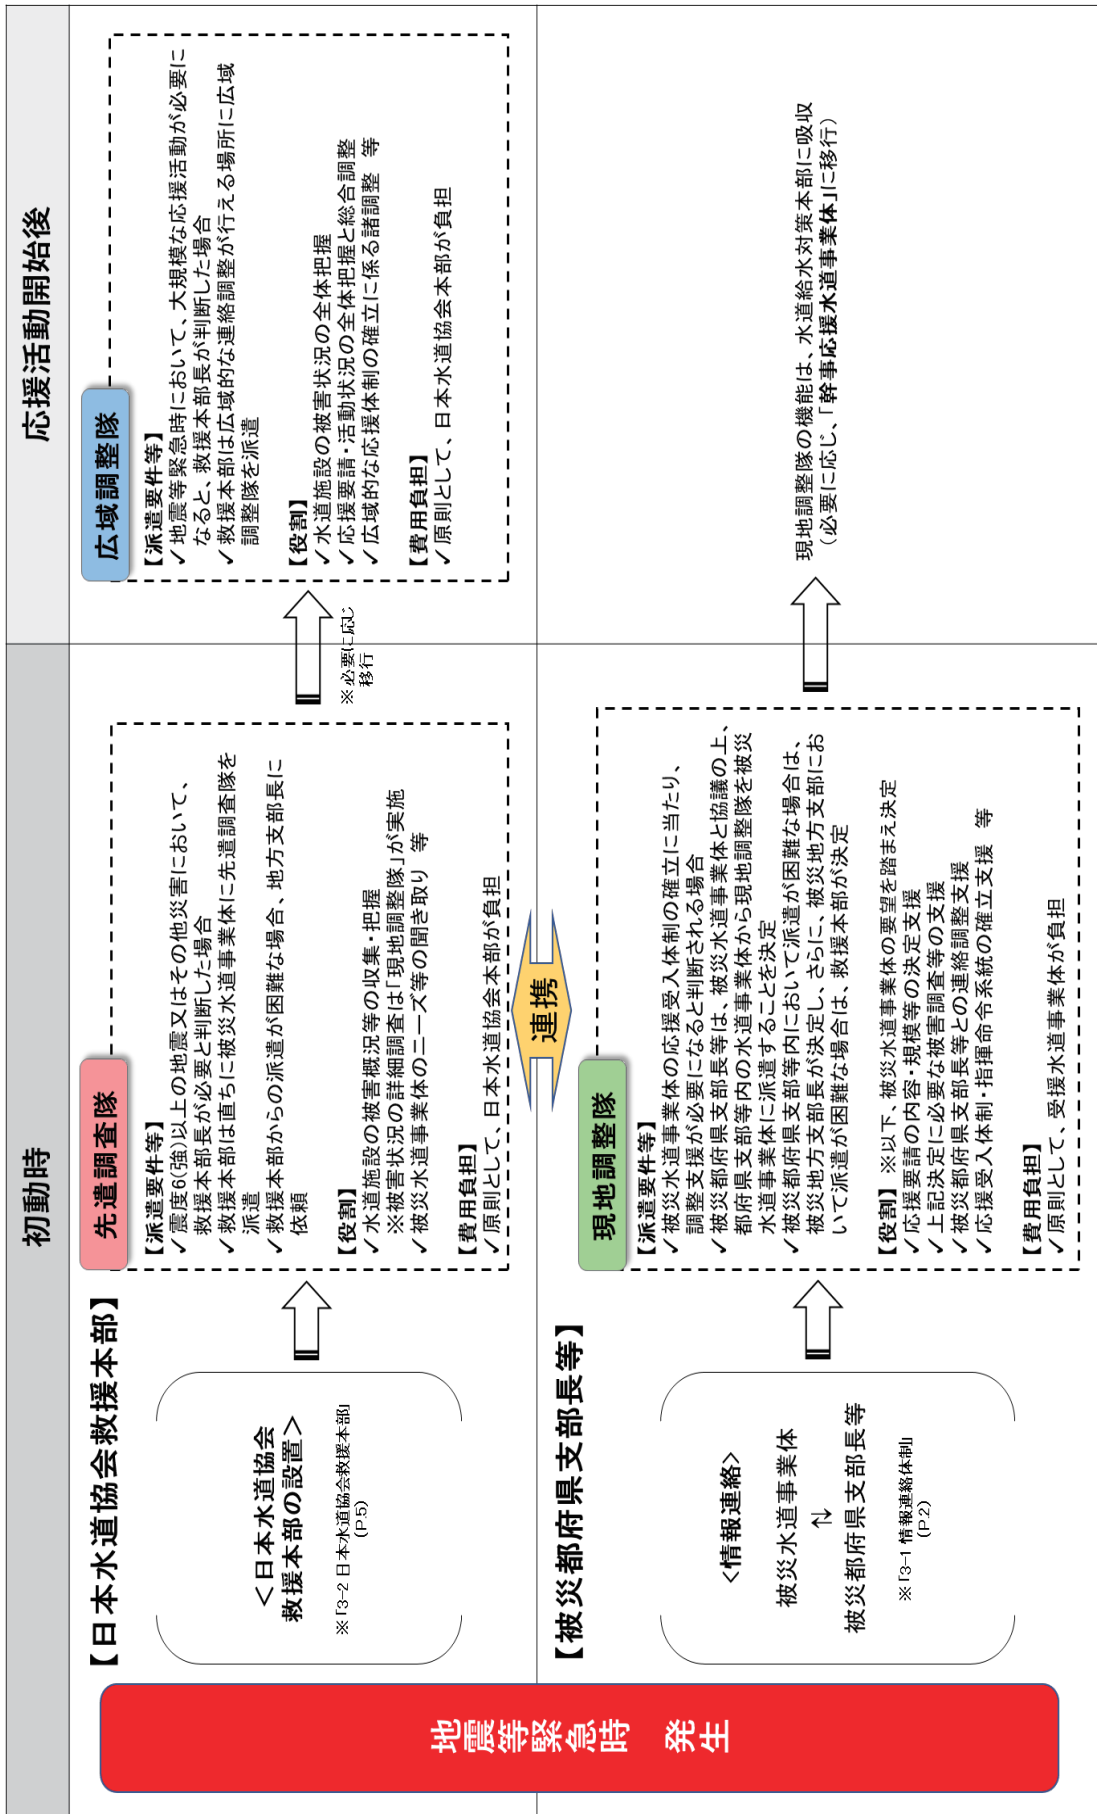 初動時
応援活動開始後
地震等緊急時　発生
【日本水道協会救援本部】
＜日本水道協会
救援本部の設置＞
※「3-2 日本水道協会救援本部」
(P.5)
先遣調査隊
【派遣要件等】
✓震度6(強)以上の地震又はその他災害において、
救援本部長が必要と判断した場合
✓救援本部は直ちに被災水道事業体に先遣調査隊を
派遣
✓救援本部からの派遣が困難な場合、地方支部長に
依頼
【役割】
✓水道施設の被害概況等の収集・把握
※被害状況の詳細調査は「現地調整隊」が実施
✓被災水道事業体のニーズ等の聞き取り　等
【費用負担】
✓原則として、日本水道協会本部が負担
※必要に応じ
移行
広域調整隊
【派遣要件等】
✓地震等緊急時において、大規模な応援活動が必要に
なると、救援本部長が判断した場合
✓救援本部は広域的な連絡調整が行える場所に広域
調整隊を派遣
【役割】
✓水道施設の被害状況の全体把握
✓応援要請・活動状況の全体把握と総合調整
✓広域的な応援体制の確立に係る諸調整　等
【費用負担】
✓原則として、日本水道協会本部が負担
連携
【被災都府県支部長等】
＜情報連絡＞
被災水道事業体
⇅
被災都府県支部長等
※「3-1 情報連絡体制」
(P.2)
現地調整隊
【派遣要件等】
✓被災水道事業体の応援受入体制の確立に当たり、
調整支援が必要になると判断される場合
✓被災都府県支部長等は、被災水道事業体と協議の上、
都府県支部等内の水道事業体から現地調整隊を被災
水道事業体に派遣することを決定
✓被災都府県支部等内において派遣が困難な場合は、
被災地方支部長が決定し、さらに、被災地方支部にお
いて派遣が困難な場合は、救援本部が決定
【役割】 ※以下、被災水道事業体の要望を踏まえ決定
✓応援要請の内容・規模等の決定支援
✓上記決定に必要な被害調査等の支援
✓被災都府県支部長等との連絡調整支援
✓応援受入体制・指揮命令系統の確立支援　等
【費用負担】
✓原則として、受援水道事業体が負担
現地調整隊の機能は、水道給水対策本部に吸収
（必要に応じ、「幹事応援水道事業体」に移行）